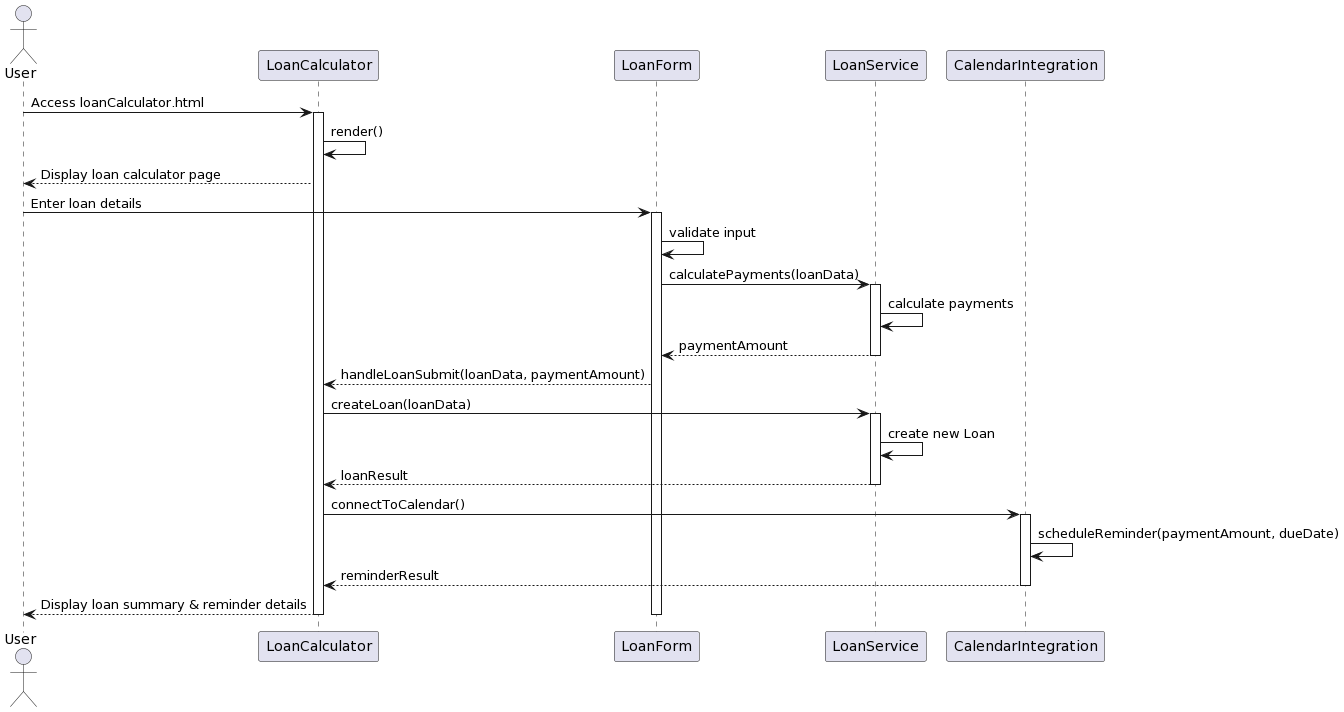 User
LoanCalculator
LoanForm
LoanService
CalendarIntegration
Access loanCalculator.html
render()
Display loan calculator page
Enter loan details
validate input
calculatePayments(loanData)
calculate payments
paymentAmount
handleLoanSubmit(loanData, paymentAmount)
createLoan(loanData)
create new Loan
loanResult
connectToCalendar()
scheduleReminder(paymentAmount, dueDate)
reminderResult
Display loan summary & reminder details
User
LoanCalculator
LoanForm
LoanService
CalendarIntegration